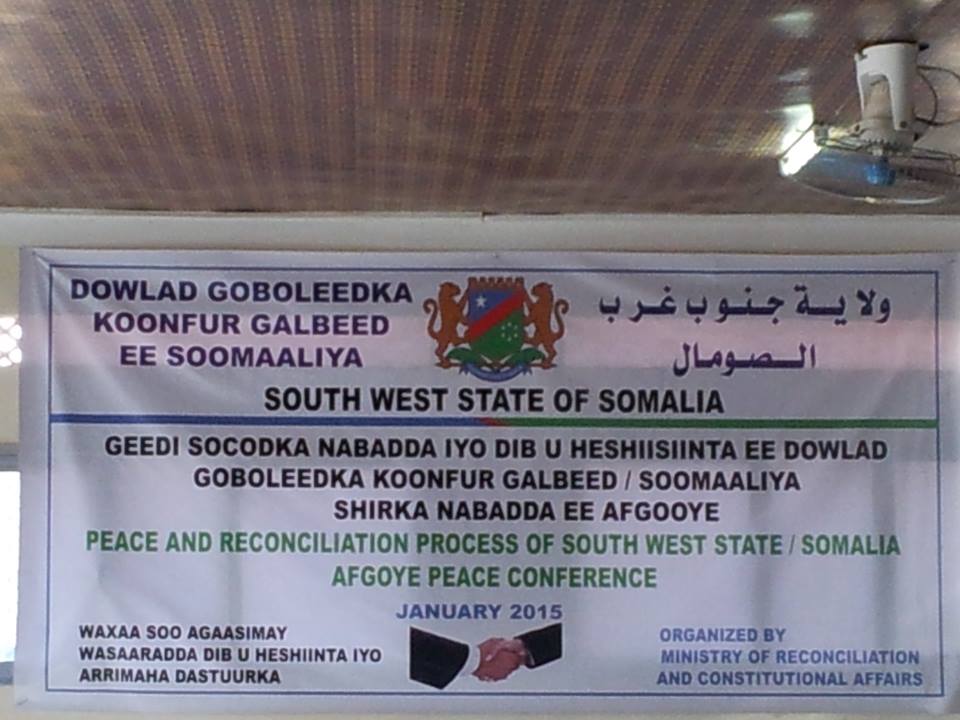 DOWLAD GOBOLEEDKA
KOONFUR GALBEED
EE SOOMAALIYA
ولاية جنوب غرب
الصومال
SOUTH WEST STATE OF SOMALIA
GEEDI SOCODKA NABADDA IYO DIB U HESHIISIINTA EE DOWLAD
GOBOLEEDKA KOONFUR GALBEED / SOOMAALIYA
SHIRKA NABADDA EE AFGOOYE
PEACE AND RECONCILIATION PROCESS OF SOUTH WEST STATE / SOMALIA
AFGOYE PEACE CONFERENCE
JANUARY 2015
WAXAA SOO AGAASIMAY
WASAARADDA DIB U HESHIINTA IYO
ARRIMAHA DASTUURKA
ORGANIZED BY
MINISTRY OF RECONCILIATION
AND CONSTITUTIONAL AFFAIRS